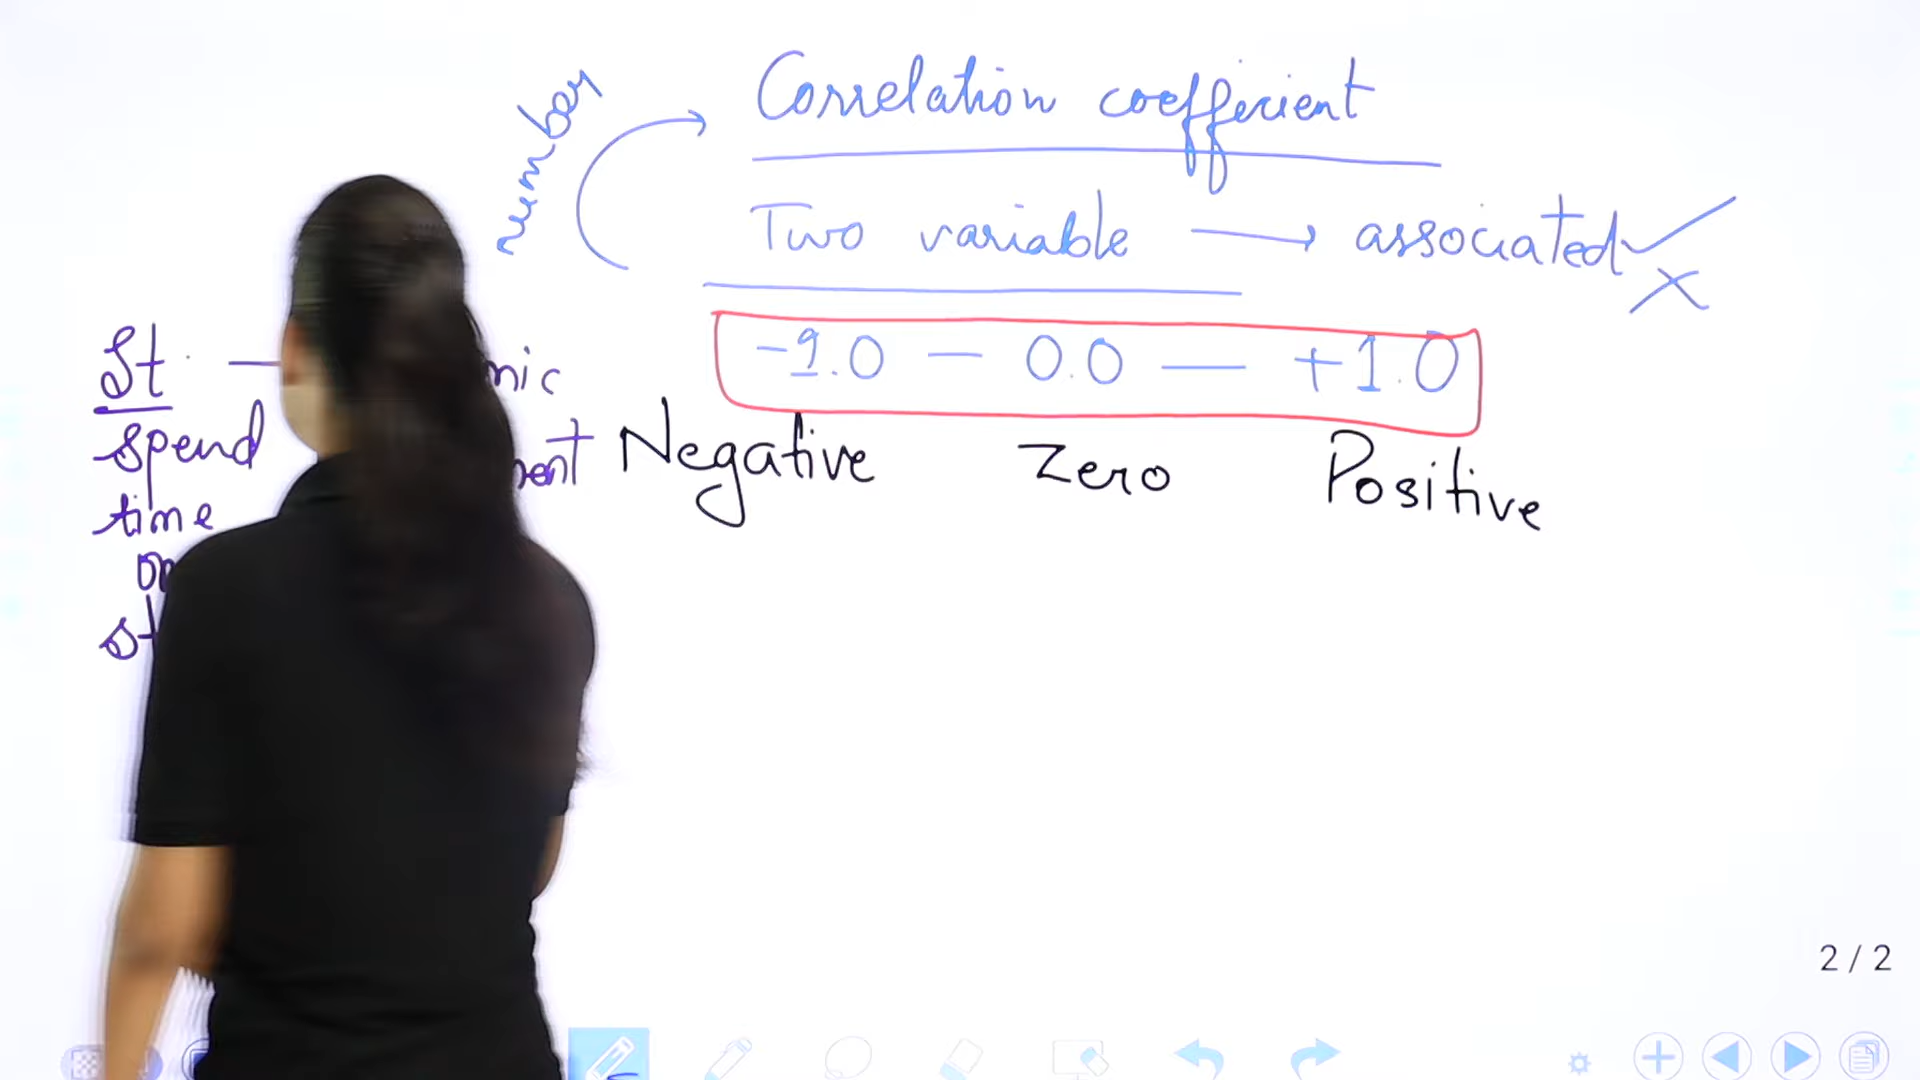 Correlation coefficient
number
Two variable → associated ✓
×
-1.0 — 0.0 — +1.0
Negative Zero Positive
St. —
spend
time
2 / 2